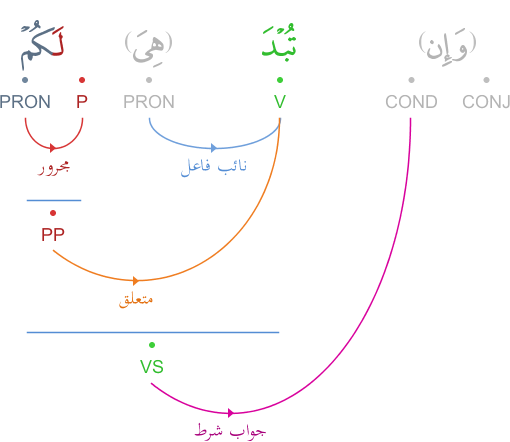 (وَإِن) تُبْدَ (هِىَ) لَكُمْ
CONJ COND V PRON P PRON
نائب فاعل مجرور
PP
متعلق
VS
جواب شرط